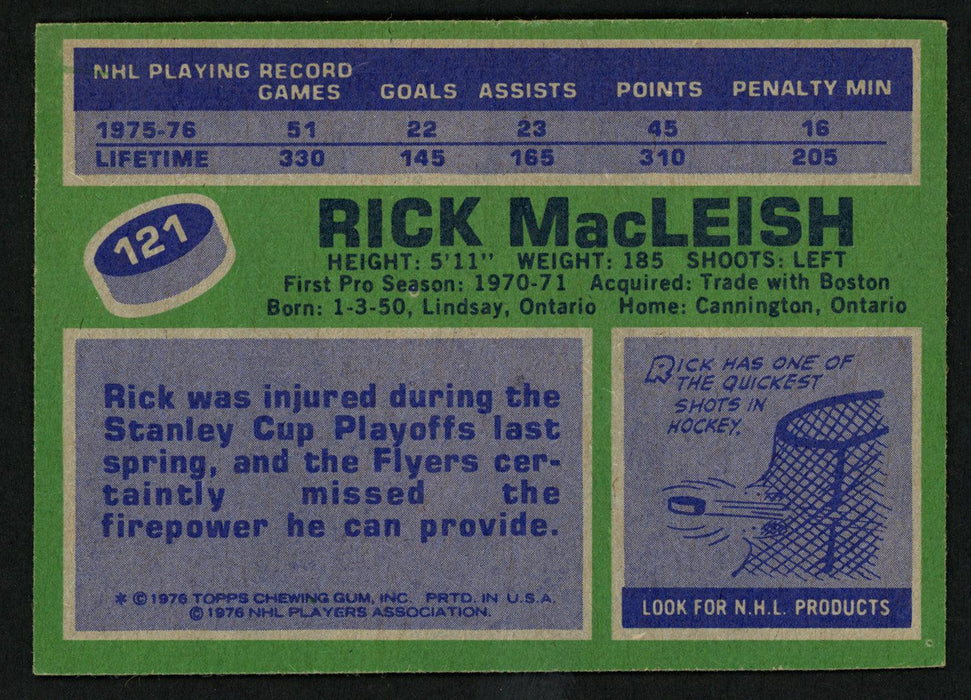 NHL PLAYING RECORD
GAMES GOALS ASSISTS POINTS PENALTY MIN
1975-76 51 22 23 45 16
LIFETIME 330 145 165 310 205
121
RICK MacLEISH
HEIGHT: 5'11" WEIGHT: 185 SHOOTS: LEFT
First Pro Season: 1970-71 Acquired: Trade with Boston
Born: 1-3-50, Lindsay, Ontario Home: Cannington, Ontario
Rick was injured during the
Stanley Cup Playoffs last
spring, and the Flyers cer-
taintly missed the
firepower he can provide.
* © 1976 TOPPS CHEWING GUM, INC. PRTD. IN U.S.A.
© 1976 NHL PLAYERS ASSOCIATION.
RICK HAS ONE OF
THE QUICKEST
SHOTS IN
HOCKEY.
LOOK FOR N.H.L. PRODUCTS